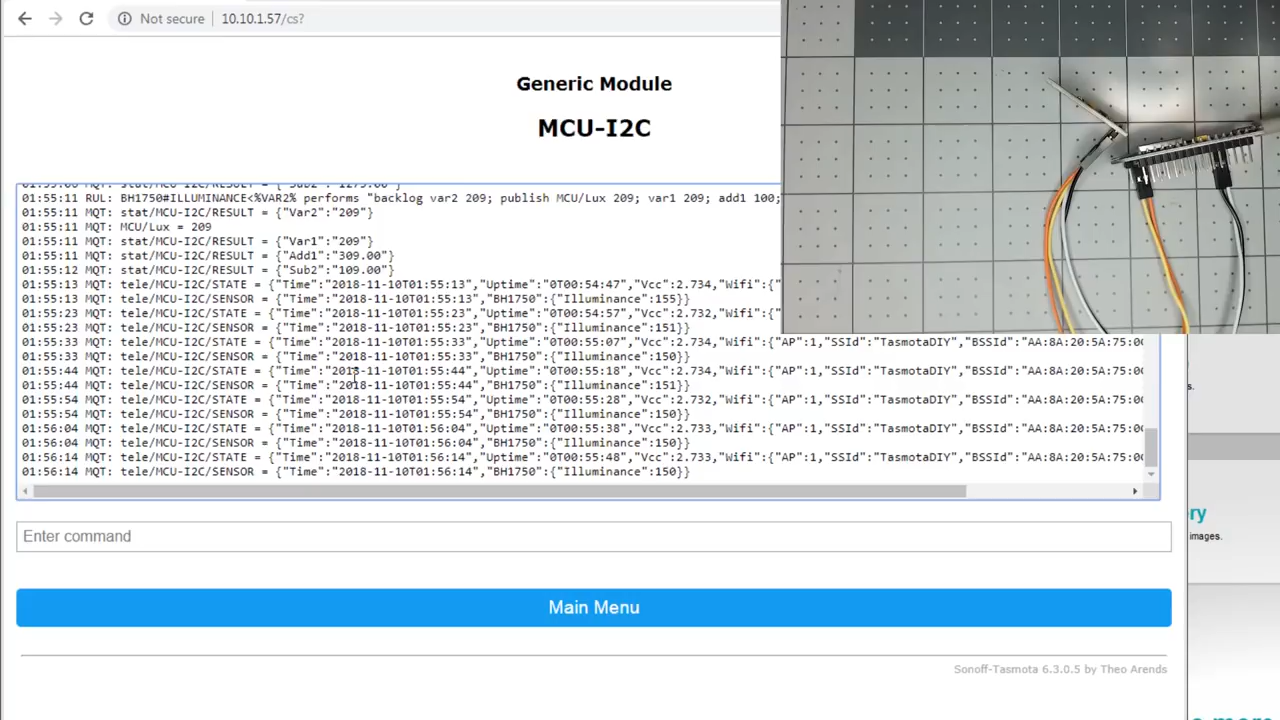 Not secure
10.10.1.57/cs?
Generic Module
MCU-I2C
01:55:11 RUL: BH1750#ILLUMINANCE<%VAR2% performs "backlog var2 209; publish MCU/Lux 209; var1 209; add1 100;
01:55:11 MQT: stat/MCU-I2C/RESULT = {"Var2":"209"}
01:55:11 MQT: MCU/Lux = 209
01:55:11 MQT: stat/MCU-I2C/RESULT = {"Var1":"209"}
01:55:11 MQT: stat/MCU-I2C/RESULT = {"Add1":"309.00"}
01:55:12 MQT: stat/MCU-I2C/RESULT = {"Sub2":"109.00"}
01:55:13 MQT: tele/MCU-I2C/STATE = {"Time":"2018-11-10T01:55:13","Uptime":"0T00:54:47","Vcc":2.734,"Wifi":{"
01:55:13 MQT: tele/MCU-I2C/SENSOR = {"Time":"2018-11-10T01:55:13","BH1750":{"Illuminance":155}}
01:55:23 MQT: tele/MCU-I2C/STATE = {"Time":"2018-11-10T01:55:23","Uptime":"0T00:54:57","Vcc":2.732,"Wifi":{"
01:55:23 MQT: tele/MCU-I2C/SENSOR = {"Time":"2018-11-10T01:55:23","BH1750":{"Illuminance":151}}
01:55:33 MQT: tele/MCU-I2C/STATE = {"Time":"2018-11-10T01:55:33","Uptime":"0T00:55:07","Vcc":2.734,"Wifi":{"AP":1,"SSId":"TasmotaDIY","BSSId":"AA:8A:20:5A:75:0
01:55:33 MQT: tele/MCU-I2C/SENSOR = {"Time":"2018-11-10T01:55:33","BH1750":{"Illuminance":150}}
01:55:44 MQT: tele/MCU-I2C/STATE = {"Time":"2018-11-10T01:55:44","Uptime":"0T00:55:18","Vcc":2.734,"Wifi":{"AP":1,"SSId":"TasmotaDIY","BSSId":"AA:8A:20:5A:75:0
01:55:44 MQT: tele/MCU-I2C/SENSOR = {"Time":"2018-11-10T01:55:44","BH1750":{"Illuminance":151}}
01:55:54 MQT: tele/MCU-I2C/STATE = {"Time":"2018-11-10T01:55:54","Uptime":"0T00:55:28","Vcc":2.732,"Wifi":{"AP":1,"SSId":"TasmotaDIY","BSSId":"AA:8A:20:5A:75:0
01:55:54 MQT: tele/MCU-I2C/SENSOR = {"Time":"2018-11-10T01:55:54","BH1750":{"Illuminance":150}}
01:56:04 MQT: tele/MCU-I2C/STATE = {"Time":"2018-11-10T01:56:04","Uptime":"0T00:55:38","Vcc":2.733,"Wifi":{"AP":1,"SSId":"TasmotaDIY","BSSId":"AA:8A:20:5A:75:0
01:56:04 MQT: tele/MCU-I2C/SENSOR = {"Time":"2018-11-10T01:56:04","BH1750":{"Illuminance":150}}
01:56:14 MQT: tele/MCU-I2C/STATE = {"Time":"2018-11-10T01:56:14","Uptime":"0T00:55:48","Vcc":2.733,"Wifi":{"AP":1,"SSId":"TasmotaDIY","BSSId":"AA:8A:20:5A:75:0
01:56:14 MQT: tele/MCU-I2C/SENSOR = {"Time":"2018-11-10T01:56:14","BH1750":{"Illuminance":150}}
Enter command
Main Menu
Sonoff-Tasmota 6.3.0.5 by Theo Arends
s.
ry
images.